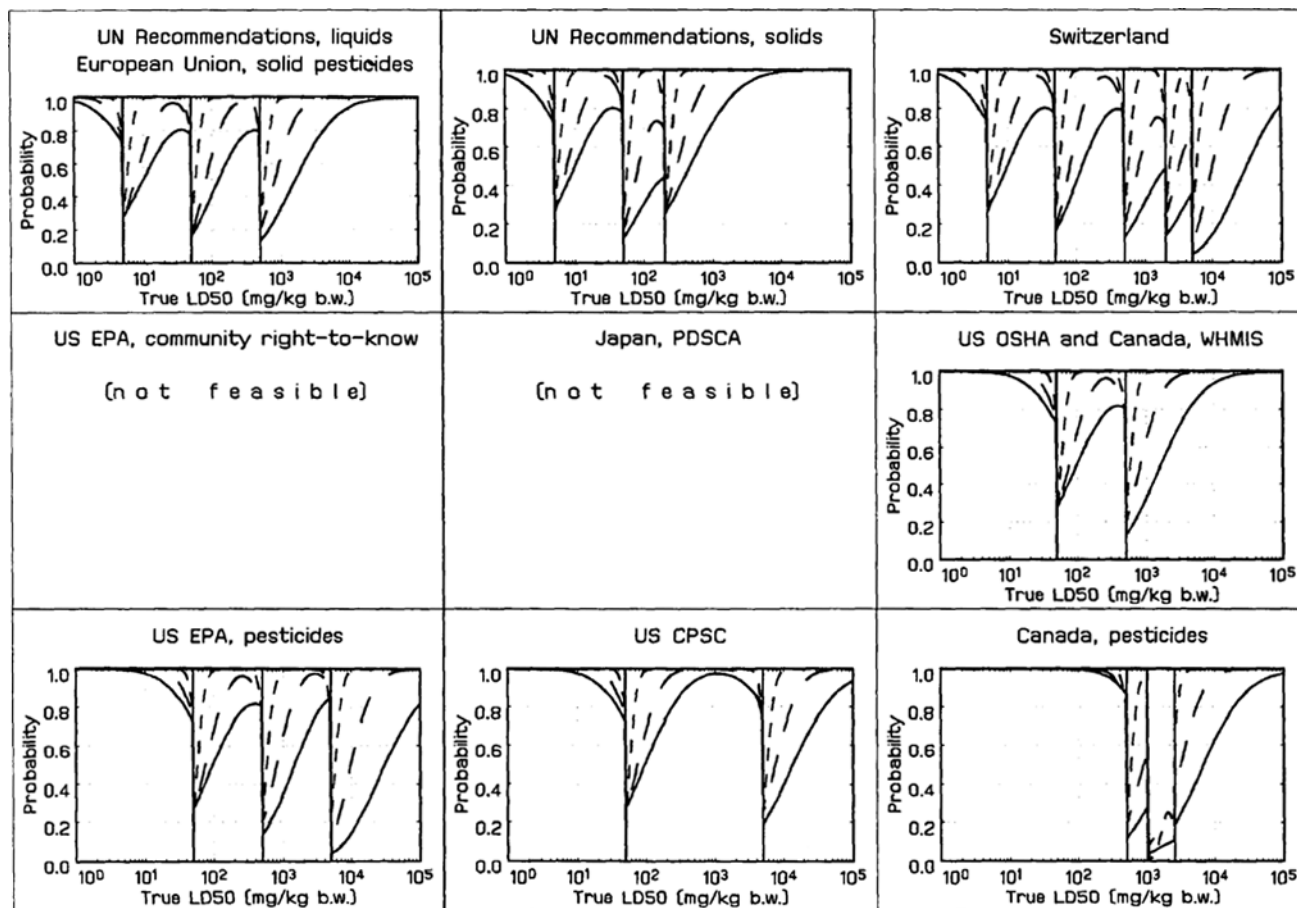 UN Recommendations, liquids
European Union, solid pesticides
Probability
1.0
0.8
0.6
0.4
0.2
0.0
10⁰ 10¹ 10² 10³ 10⁴ 10⁵
True LD50 (mg/kg b.w.)
UN Recommendations, solids
Probability
1.0
0.8
0.6
0.4
0.2
0.0
10⁰ 10¹ 10² 10³ 10⁴ 10⁵
True LD50 (mg/kg b.w.)
Switzerland
Probability
1.0
0.8
0.6
0.4
0.2
0.0
10⁰ 10¹ 10² 10³ 10⁴ 10⁵
True LD50 (mg/kg b.w.)
US EPA, community right-to-know
(not feasible)
Japan, PDSCA
(not feasible)
US OSHA and Canada, WHMIS
Probability
1.0
0.8
0.6
0.4
0.2
0.0
10⁰ 10¹ 10² 10³ 10⁴ 10⁵
True LD50 (mg/kg b.w.)
US EPA, pesticides
Probability
1.0
0.8
0.6
0.4
0.2
0.0
10⁰ 10¹ 10² 10³ 10⁴ 10⁵
True LD50 (mg/kg b.w.)
US CPSC
Probability
1.0
0.8
0.6
0.4
0.2
0.0
10⁰ 10¹ 10² 10³ 10⁴ 10⁵
True LD50 (mg/kg b.w.)
Canada, pesticides
Probability
1.0
0.8
0.6
0.4
0.2
0.0
10⁰ 10¹ 10² 10³ 10⁴ 10⁵
True LD50 (mg/kg b.w.)